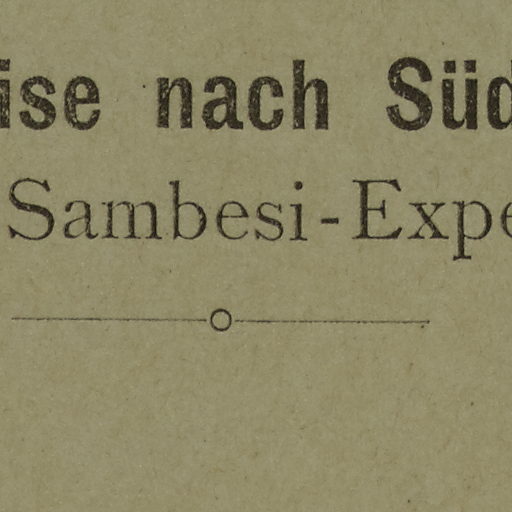 ise nach Süd
Sambesi-Expe